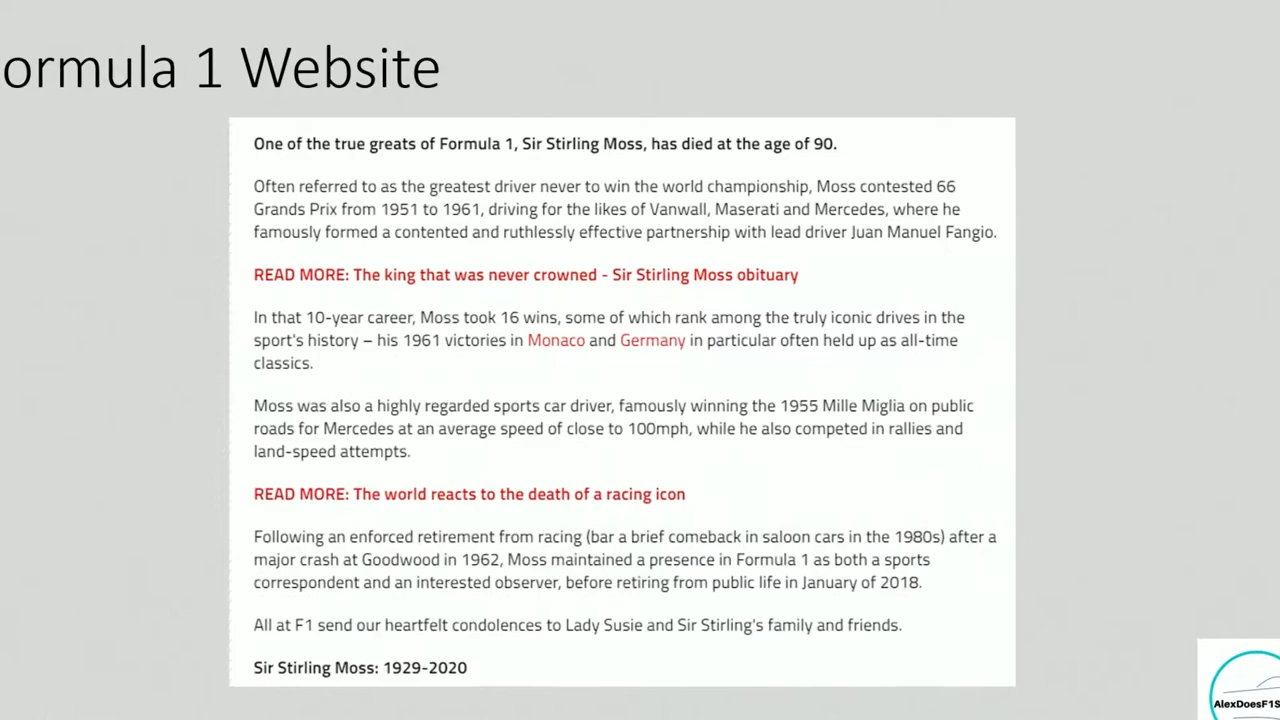 ormula 1 Website
One of the true greats of Formula 1, Sir Stirling Moss, has died at the age of 90.
Often referred to as the greatest driver never to win the world championship, Moss contested 66
Grands Prix from 1951 to 1961, driving for the likes of Vanwall, Maserati and Mercedes, where he
famously formed a contented and ruthlessly effective partnership with lead driver Juan Manuel Fangio.
READ MORE: The king that was never crowned - Sir Stirling Moss obituary
In that 10-year career, Moss took 16 wins, some of which rank among the truly iconic drives in the
sport's history – his 1961 victories in Monaco and Germany in particular often held up as all-time
classics.
Moss was also a highly regarded sports car driver, famously winning the 1955 Mille Miglia on public
roads for Mercedes at an average speed of close to 100mph, while he also competed in rallies and
land-speed attempts.
READ MORE: The world reacts to the death of a racing icon
Following an enforced retirement from racing (bar a brief comeback in saloon cars in the 1980s) after a
major crash at Goodwood in 1962, Moss maintained a presence in Formula 1 as both a sports
correspondent and an interested observer, before retiring from public life in January of 2018.
All at F1 send our heartfelt condolences to Lady Susie and Sir Stirling's family and friends.
Sir Stirling Moss: 1929-2020
AlexDoesF1S